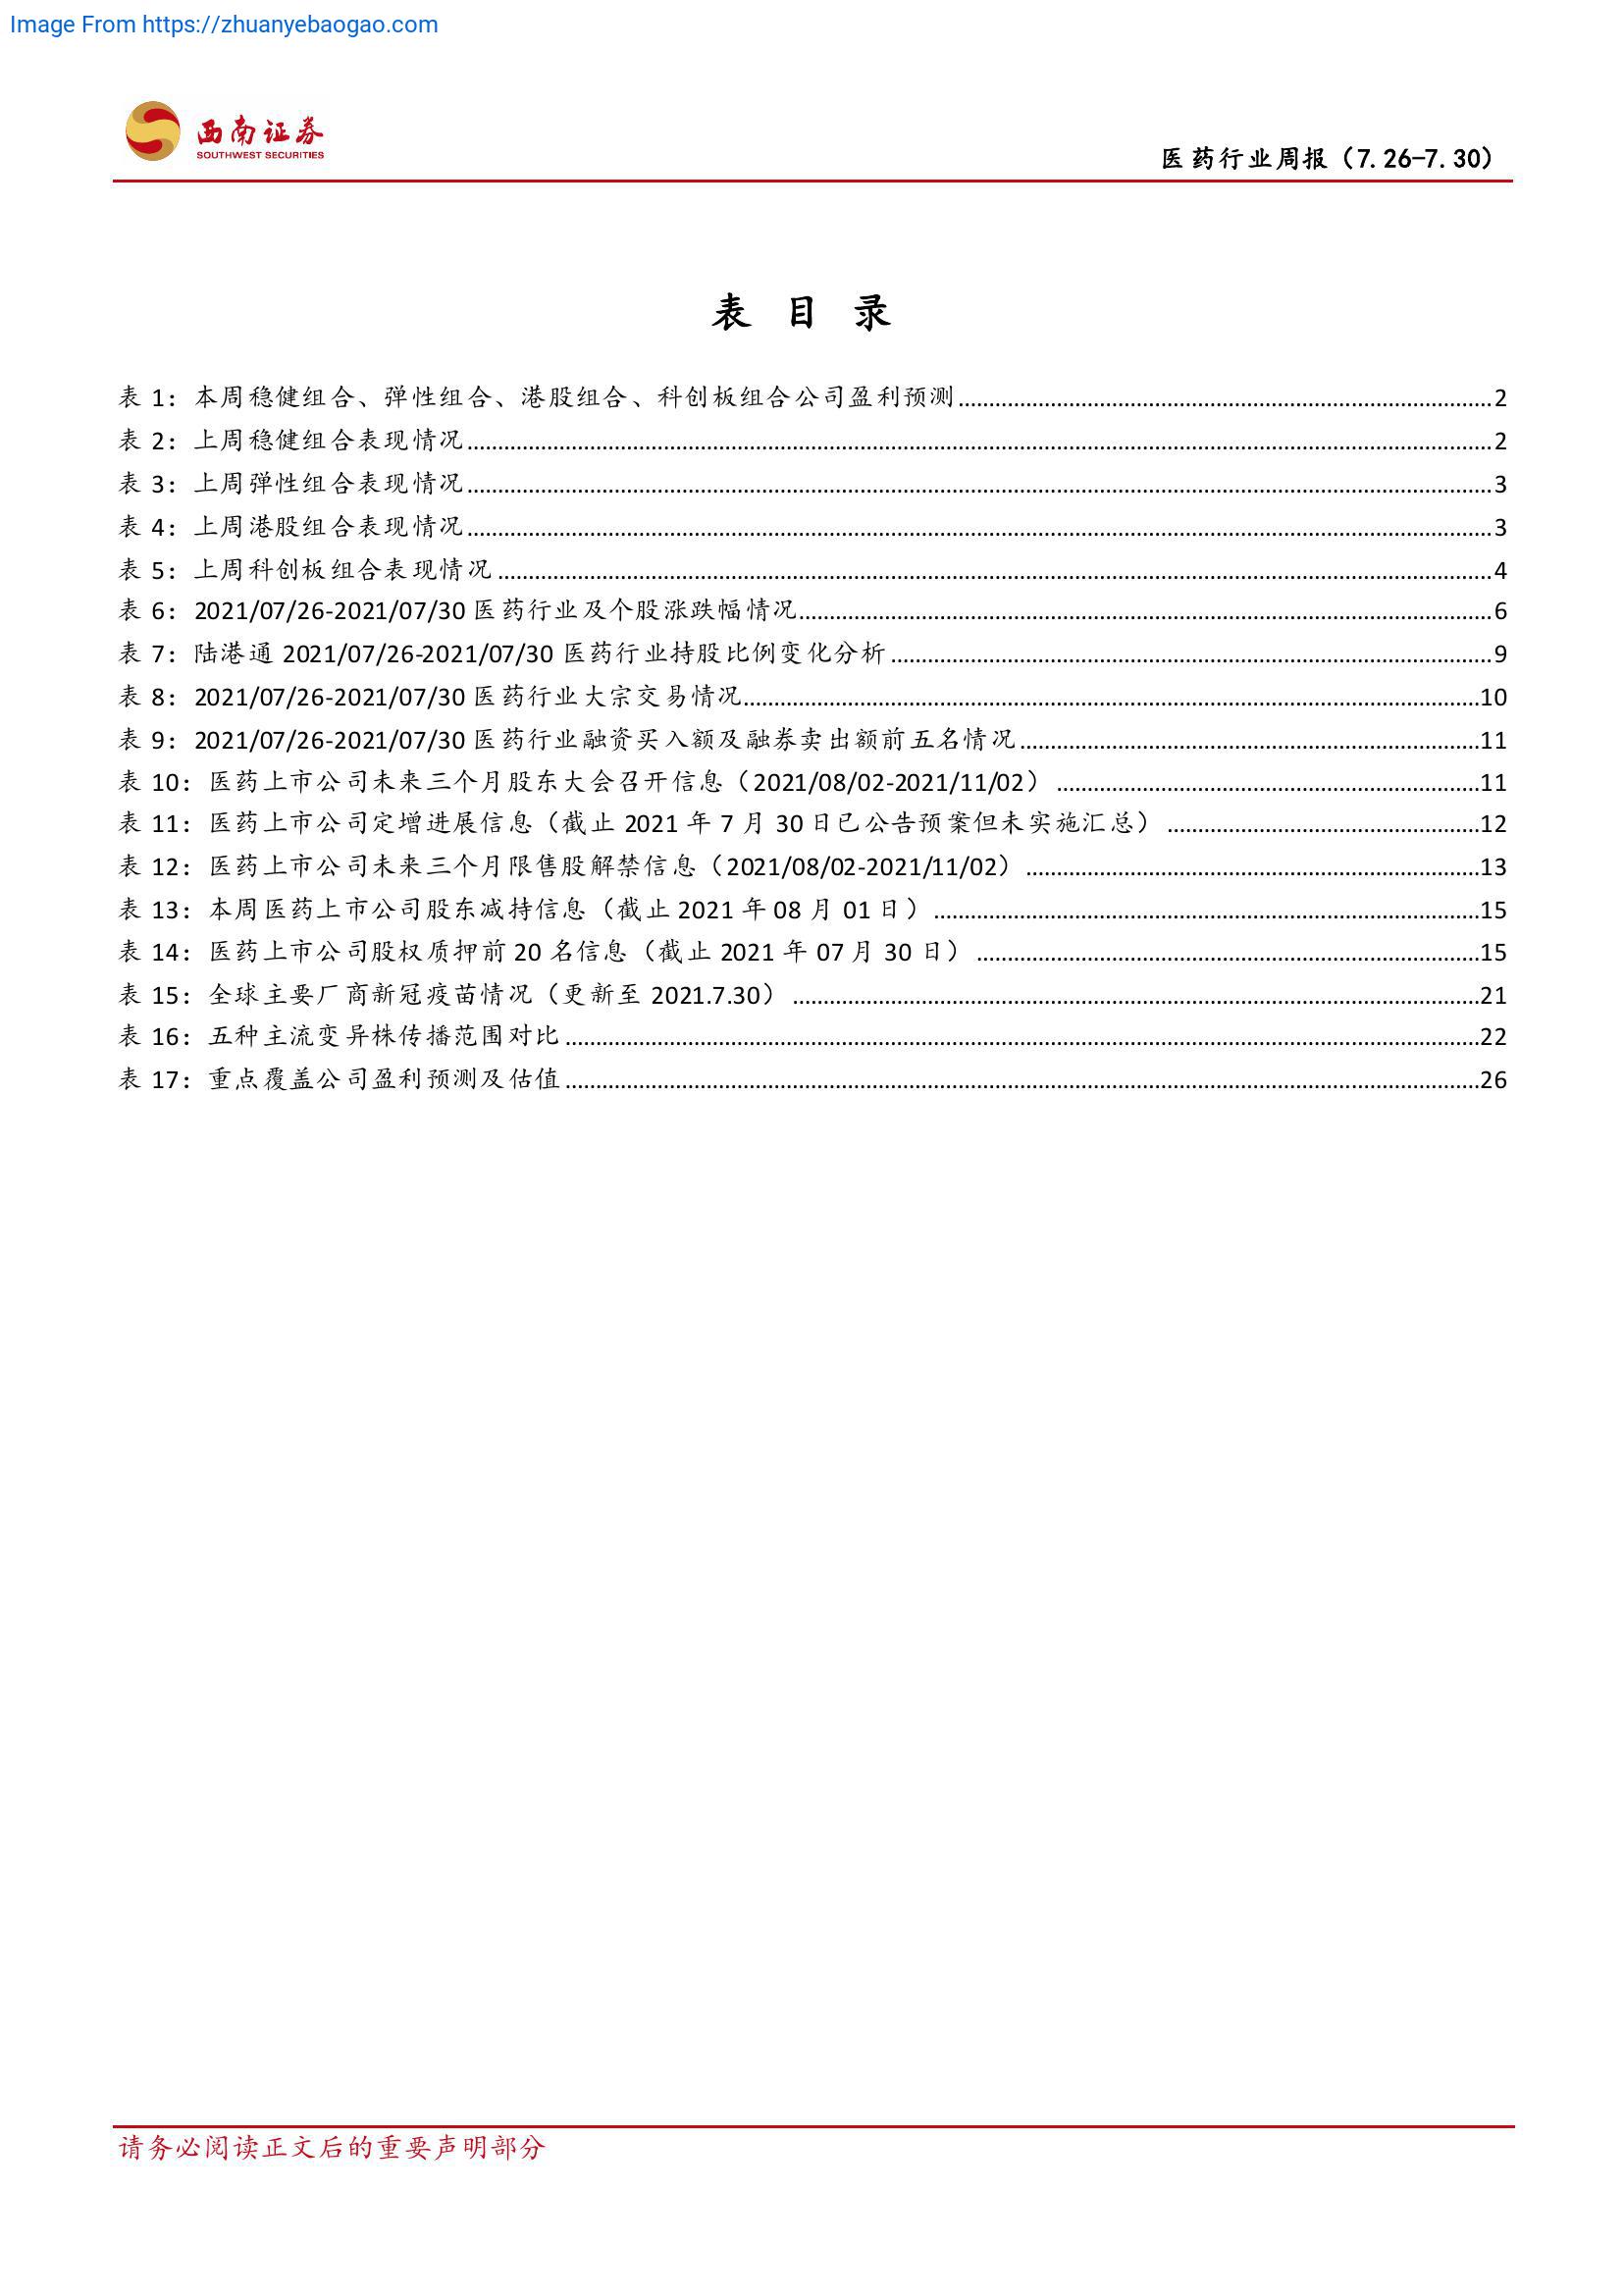 Image From https://zhuanyebaogao.com
西南证券
SOUTHWEST SECURITIES
医药行业周报（7.26-7.30）
表 目 录
表 1：本周稳健组合、弹性组合、港股组合、科创板组合公司盈利预测........2
表 2：上周稳健组合表现情况........2
表 3：上周弹性组合表现情况........3
表 4：上周港股组合表现情况........3
表 5：上周科创板组合表现情况........4
表 6：2021/07/26-2021/07/30 医药行业及个股涨跌幅情况........6
表 7：陆港通 2021/07/26-2021/07/30 医药行业持股比例变化分析........9
表 8：2021/07/26-2021/07/30 医药行业大宗交易情况........10
表 9：2021/07/26-2021/07/30 医药行业融资买入额及融券卖出额前五名情况........11
表 10：医药上市公司未来三个月股东大会召开信息（2021/08/02-2021/11/02）........11
表 11：医药上市公司定增进展信息（截止 2021 年 7 月 30 日已公告预案但未实施汇总）........12
表 12：医药上市公司未来三个月限售股解禁信息（2021/08/02-2021/11/02）........13
表 13：本周医药上市公司股东减持信息（截止 2021 年 08 月 01 日）........15
表 14：医药上市公司股权质押前 20 名信息（截止 2021 年 07 月 30 日）........15
表 15：全球主要厂商新冠疫苗情况（更新至 2021.7.30）........21
表 16：五种主流变异株传播范围对比........22
表 17：重点覆盖公司盈利预测及估值........26
请务必阅读正文后的重要声明部分